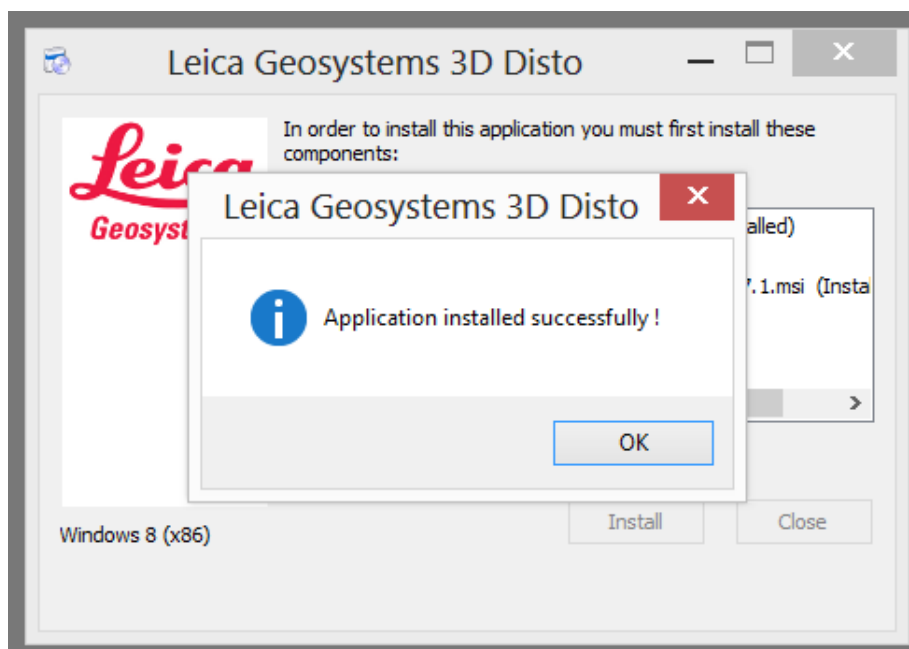 Leica Geosystems 3D Disto
In order to install this application you must first install these
components:
Leica
Leica Geosystems 3D Disto
alled)
7.1.msi (Insta
Application installed successfully !
OK
Install
Close
Windows 8 (x86)